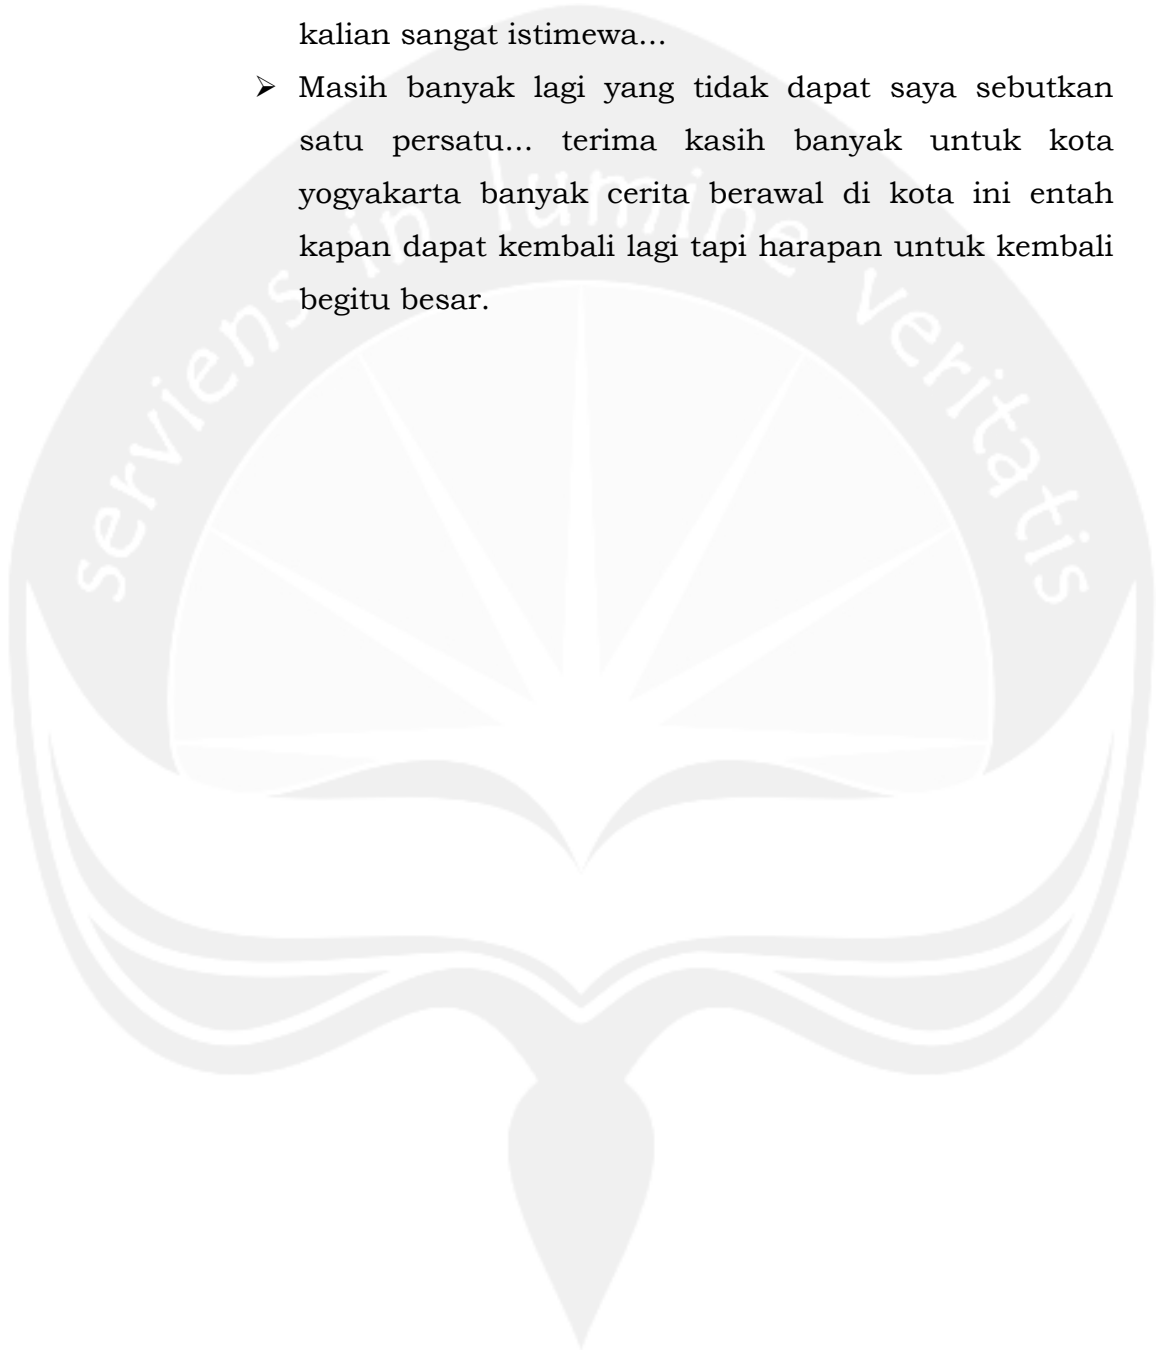 kalian sangat istimewa...
➢ Masih banyak lagi yang tidak dapat saya sebutkan
satu persatu... terima kasih banyak untuk kota
yogyakarta banyak cerita berawal di kota ini entah
kapan dapat kembali lagi tapi harapan untuk kembali
begitu besar.
serviens in lumine veritatis